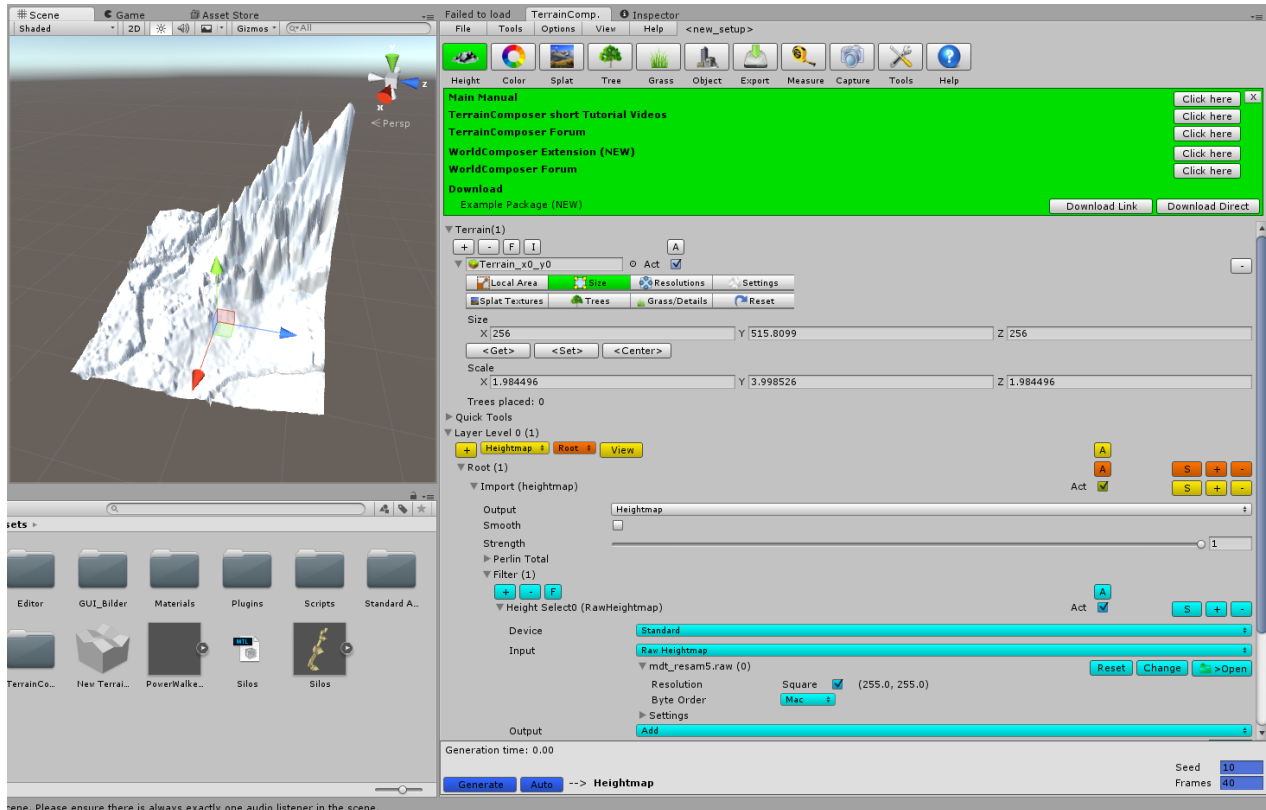 Scene Game Asset Store
Shaded 2D Gizmos All
y
z
x
Persp
Failed to load TerrainComp. Inspector
File Tools Options View Help <new_setup>
Height Color Splat Tree Grass Object Export Measure Capture Tools Help
Main Manual Click here X
TerrainComposer short Tutorial Videos Click here
TerrainComposer Forum Click here
WorldComposer Extension (NEW) Click here
WorldComposer Forum Click here
Download
Example Package (NEW) Download Link Download Direct
Terrain(1)
+ - F I A
Terrain_x0_y0 Act -
Local Area Size Resolutions Settings
Splat Textures Trees Grass/Details Reset
Size
X 256 Y 515.8099 Z 256
<Get> <Set> <Center>
Scale
X 1.984496 Y 3.998526 Z 1.984496
Trees placed: 0
Quick Tools
Layer Level 0 (1)
+ Heightmap Root View A
Root (1) A S + -
Import (heightmap) Act S + -
Output Heightmap
Smooth
Strength 1
Perlin Total
Filter (1)
+ - F A
Height Select0 (RawHeightmap) Act S + -
Device Standard
Input Raw Heightmap
mdt_resam5.raw (0) Reset Change >Open
Resolution Square (255.0, 255.0)
Byte Order Mac
Settings
Output Add
Generation time: 0.00
Seed 10
Generate Auto --> Heightmap Frames 40
sets
Editor GUI_Bilder Materials Plugins Scripts Standard A...
MTL
TerrainCo... New Terrai... PowerWalke... Silos Silos
cene. Please ensure there is always exactly one audio listener in the scene.